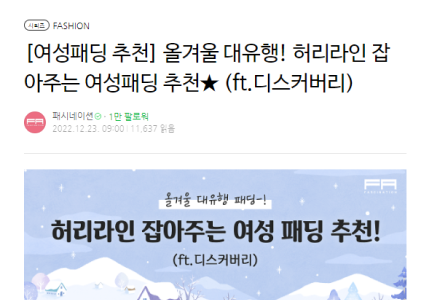 시리즈 FASHION
[여성패딩 추천] 올겨울 대유행! 허리라인 잡
아주는 여성패딩 추천★ (ft.디스커버리)
패시네이션 · 1만 팔로워
2022.12.23. 09:00 11,637 읽음
올겨울 대유행 패딩~!
허리라인 잡아주는 여성 패딩 추천!
(ft.디스커버리)